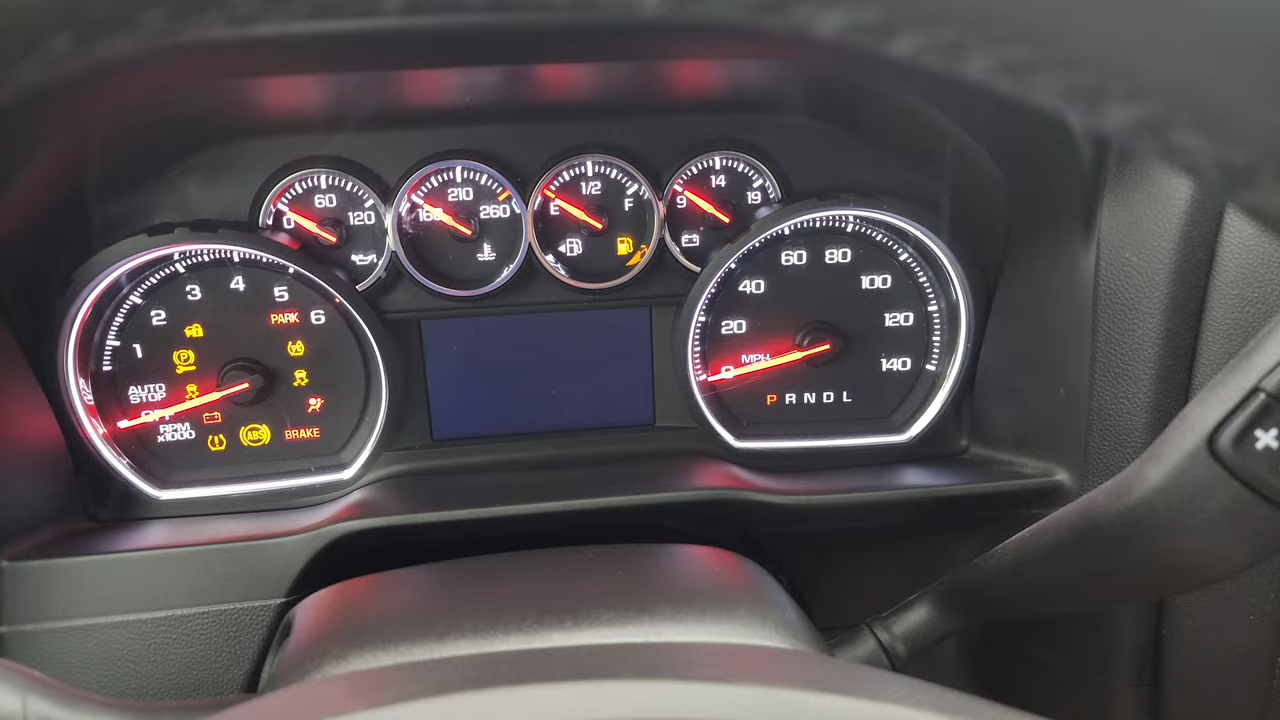 0 60 120
160 210 260
E 1/2 F
9 14 19
1 2 3 4 5 6
PARK
AUTO
STOP
OFF
RPM
x1000
ABS
BRAKE
0 20 40 60 80 100 120 140
MPH
P R N D L